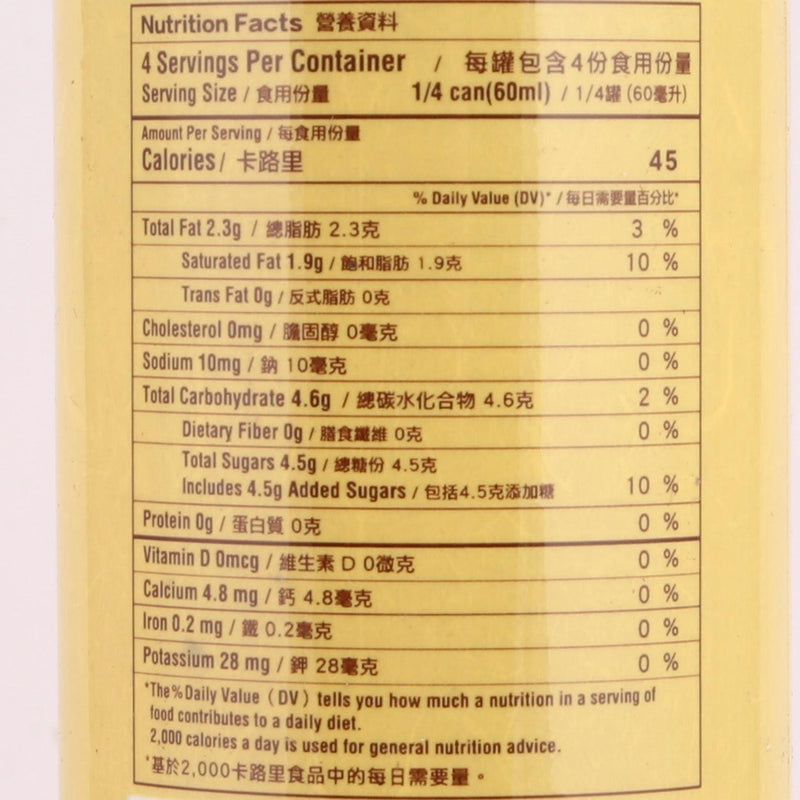 Nutrition Facts 營養資料
4 Servings Per Container / 每罐包含4份食用份量
Serving Size / 食用份量 1/4 can(60ml) / 1/4罐 (60毫升)
Amount Per Serving / 每食用份量
Calories / 卡路里 45
% Daily Value (DV)* / 每日需要量百分比*
Total Fat 2.3g / 總脂肪 2.3克 3 %
Saturated Fat 1.9g / 飽和脂肪 1.9克 10 %
Trans Fat 0g / 反式脂肪 0克
Cholesterol 0mg / 膽固醇 0毫克 0 %
Sodium 10mg / 鈉 10毫克 0 %
Total Carbohydrate 4.6g / 總碳水化合物 4.6克 2 %
Dietary Fiber 0g / 膳食纖維 0克 0 %
Total Sugars 4.5g / 總糖份 4.5克
Includes 4.5g Added Sugars / 包括4.5克添加糖 10 %
Protein 0g / 蛋白質 0克 0 %
Vitamin D 0mcg / 維生素 D 0微克 0 %
Calcium 4.8 mg / 鈣 4.8毫克 0 %
Iron 0.2 mg / 鐵 0.2毫克 0 %
Potassium 28 mg / 鉀 28毫克 0 %
*The % Daily Value (DV) tells you how much a nutrition in a serving of
food contributes to a daily diet.
2,000 calories a day is used for general nutrition advice.
*基於2,000卡路里食品中的每日需要量。